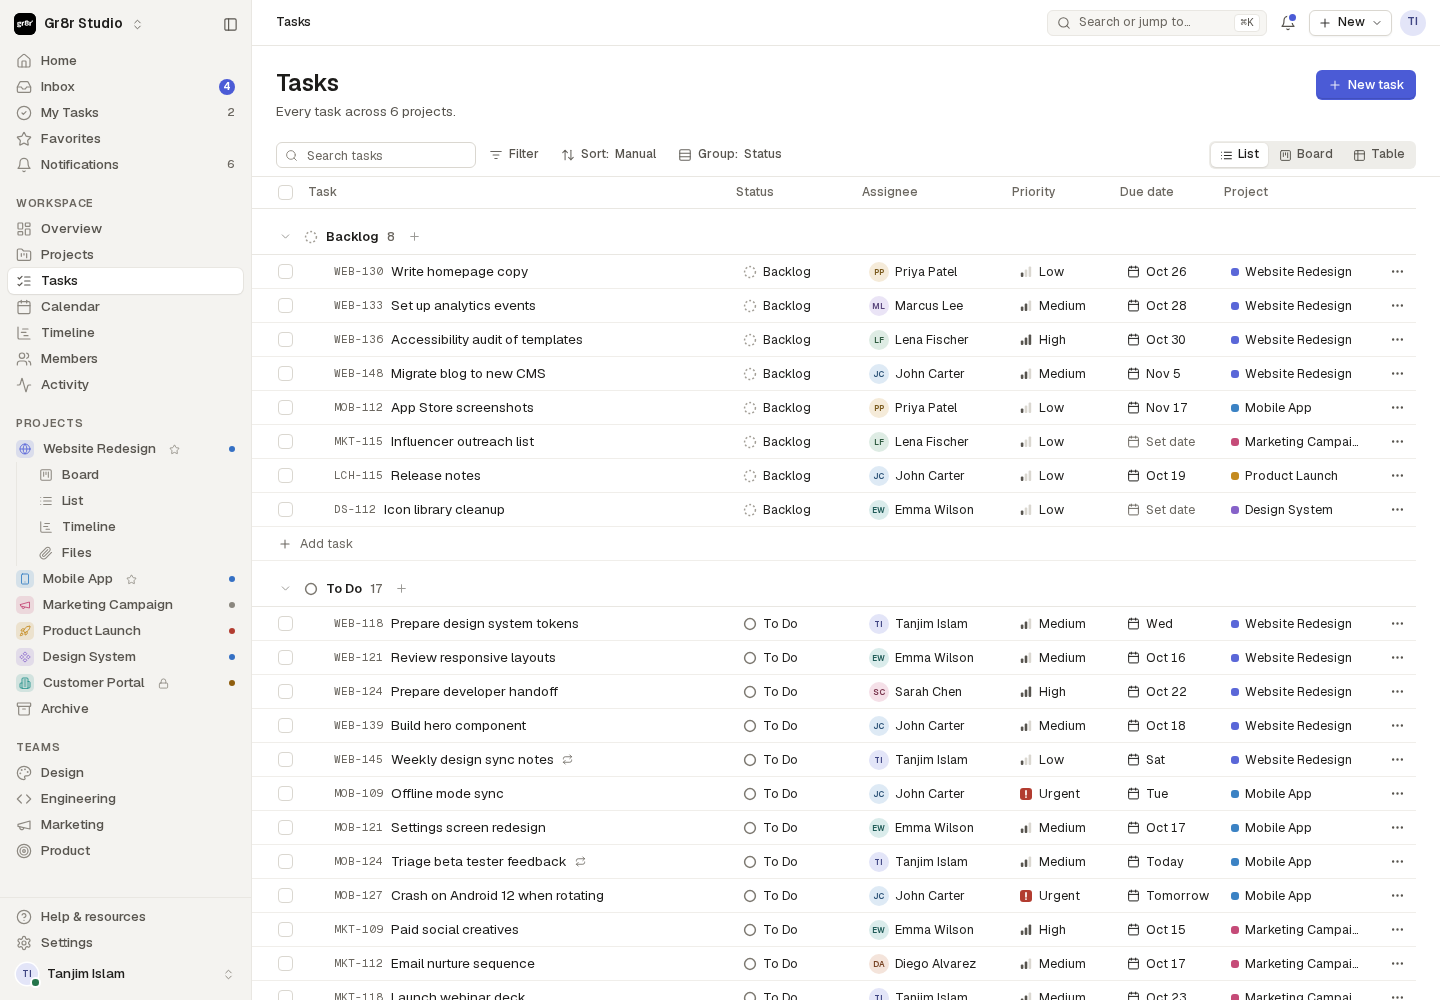 gr8r
Gr8r Studio
Home
Inbox 4
My Tasks 2
Favorites
Notifications 6
WORKSPACE
Overview
Projects
Tasks
Calendar
Timeline
Members
Activity
PROJECTS
Website Redesign
Board
List
Timeline
Files
Mobile App
Marketing Campaign
Product Launch
Design System
Customer Portal
Archive
TEAMS
Design
Engineering
Marketing
Product
Help & resources
Settings
TI Tanjim Islam
Tasks
Search or jump to... ⌘K
New
TI
Tasks
Every task across 6 projects.
New task
Search tasks
Filter
Sort: Manual
Group: Status
List
Board
Table
Task Status Assignee Priority Due date Project
Backlog 8
WEB-130 Write homepage copy Backlog PP Priya Patel Low Oct 26 Website Redesign
WEB-133 Set up analytics events Backlog ML Marcus Lee Medium Oct 28 Website Redesign
WEB-136 Accessibility audit of templates Backlog LF Lena Fischer High Oct 30 Website Redesign
WEB-148 Migrate blog to new CMS Backlog JC John Carter Medium Nov 5 Website Redesign
MOB-112 App Store screenshots Backlog PP Priya Patel Low Nov 17 Mobile App
MKT-115 Influencer outreach list Backlog LF Lena Fischer Low Set date Marketing Campai...
LCH-115 Release notes Backlog JC John Carter Low Oct 19 Product Launch
DS-112 Icon library cleanup Backlog EW Emma Wilson Low Set date Design System
Add task
To Do 17
WEB-118 Prepare design system tokens To Do TI Tanjim Islam Medium Wed Website Redesign
WEB-121 Review responsive layouts To Do EW Emma Wilson Medium Oct 16 Website Redesign
WEB-124 Prepare developer handoff To Do SC Sarah Chen High Oct 22 Website Redesign
WEB-139 Build hero component To Do JC John Carter Medium Oct 18 Website Redesign
WEB-145 Weekly design sync notes To Do TI Tanjim Islam Low Sat Website Redesign
MOB-109 Offline mode sync To Do JC John Carter Urgent Tue Mobile App
MOB-121 Settings screen redesign To Do EW Emma Wilson Medium Oct 17 Mobile App
MOB-124 Triage beta tester feedback To Do TI Tanjim Islam Medium Today Mobile App
MOB-127 Crash on Android 12 when rotating To Do JC John Carter Urgent Tomorrow Mobile App
MKT-109 Paid social creatives To Do EW Emma Wilson High Oct 15 Marketing Campai...
MKT-112 Email nurture sequence To Do DA Diego Alvarez Medium Oct 17 Marketing Campai...
MKT-118 Launch webinar deck To Do TI Tanjim Islam Medium Oct 23 Marketing Campai...